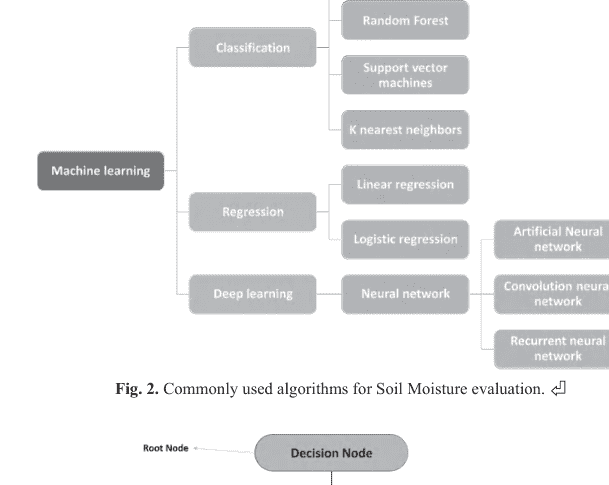 Random Forest
Classification
Support vector
machines
K nearest neighbors
Machine learning
Linear regression
Regression
Logistic regression
Artificial Neural
network
Deep learning
Neural network
Convolution neura
network
Recurrent neural
network
Fig. 2. Commonly used algorithms for Soil Moisture evaluation.
Root Node
Decision Node